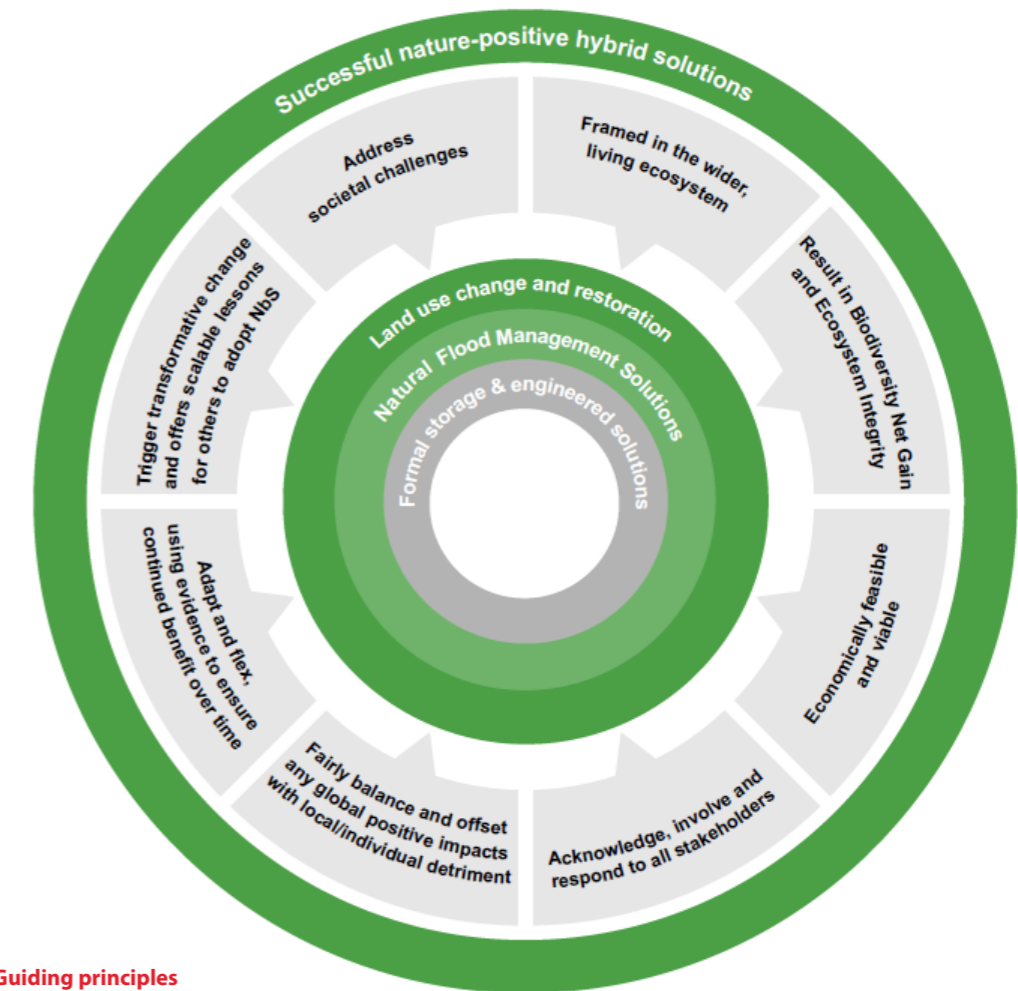 Successful nature-positive hybrid solutions
Address
societal challenges
Framed in the wider,
living ecosystem
Result in Biodiversity Net Gain
and Ecosystem Integrity
Economically feasible
and viable
Acknowledge, involve and
respond to all stakeholders
Fairly balance and offset
any global positive impacts
with local/individual detriment
Adapt and flex,
using evidence to ensure
continued benefit over time
Trigger transformative change
and offers scalable lessons
for others to adopt NbS
Land use change and restoration
Natural Flood Management Solutions
Formal storage & engineered solutions
Guiding principles